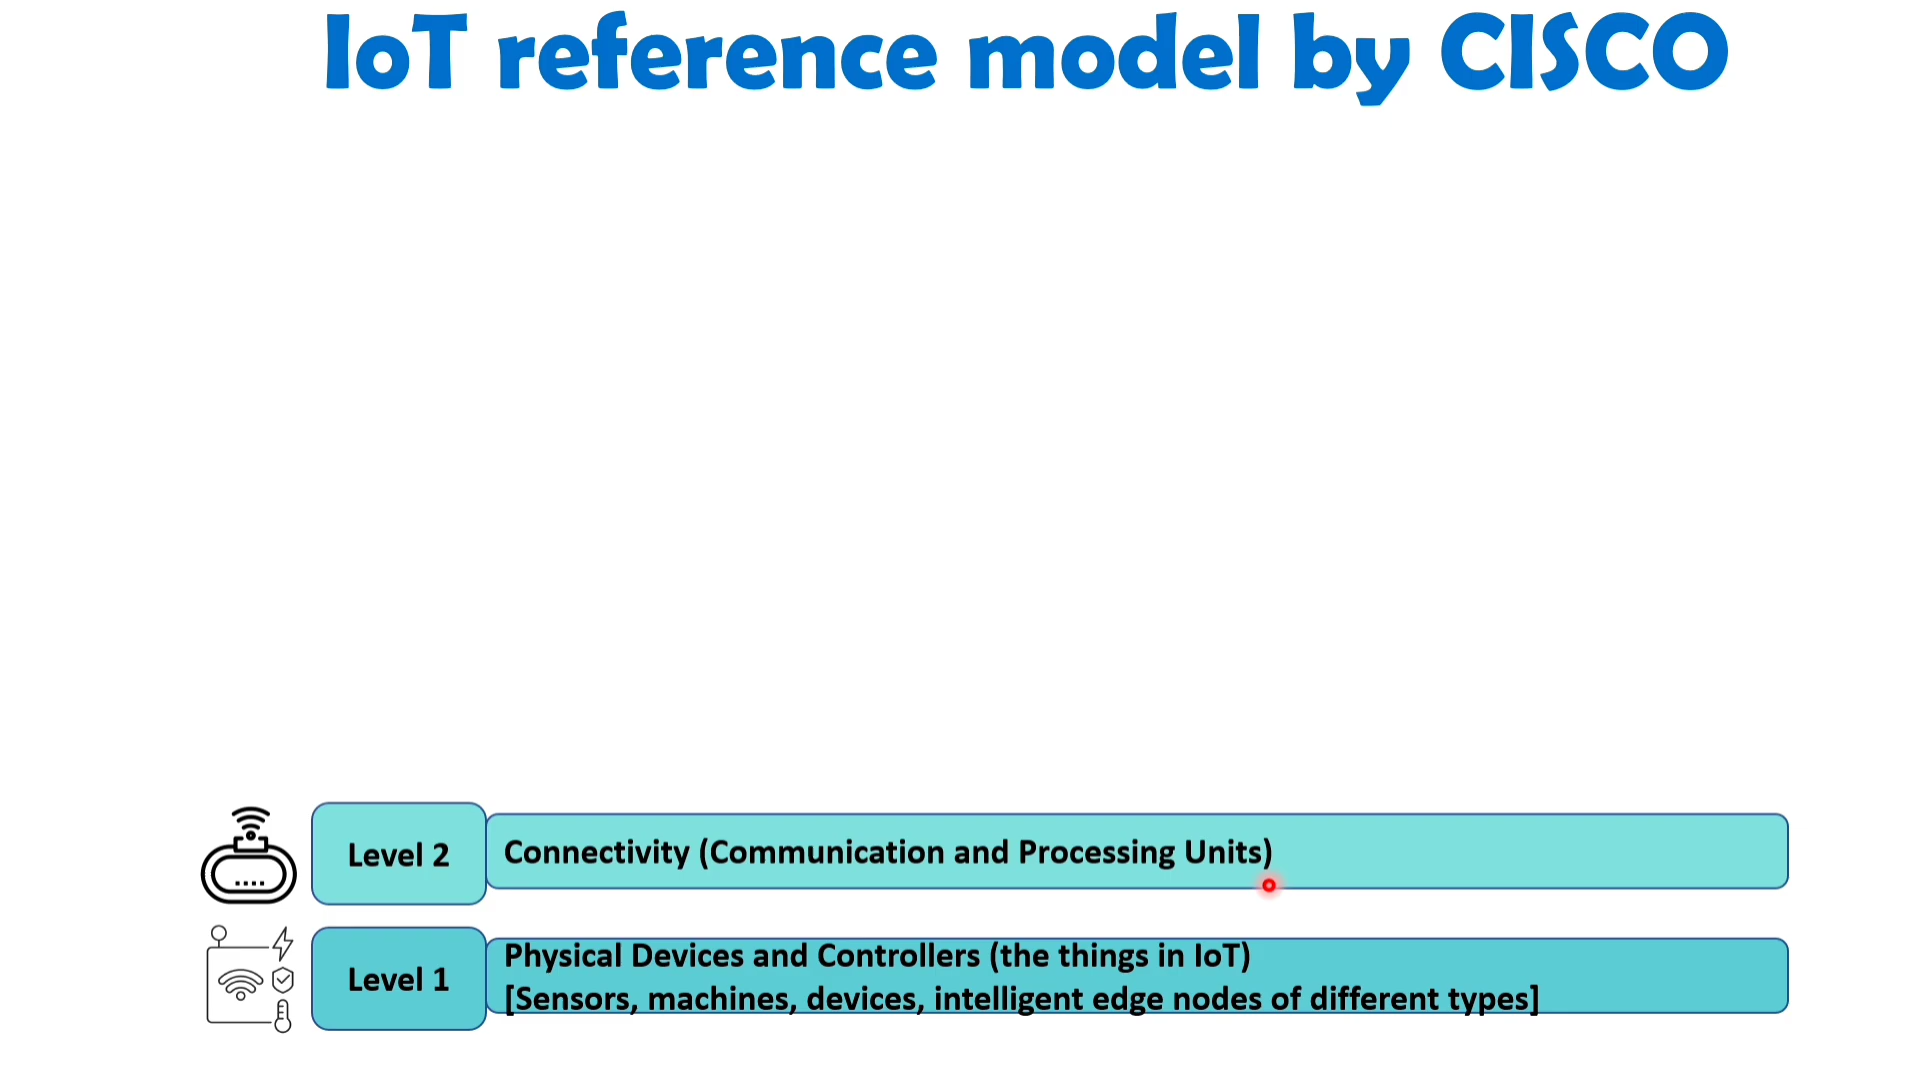 IoT reference model by CISCO
Level 2
Connectivity (Communication and Processing Units)
Level 1
Physical Devices and Controllers (the things in IoT)
[Sensors, machines, devices, intelligent edge nodes of different types]